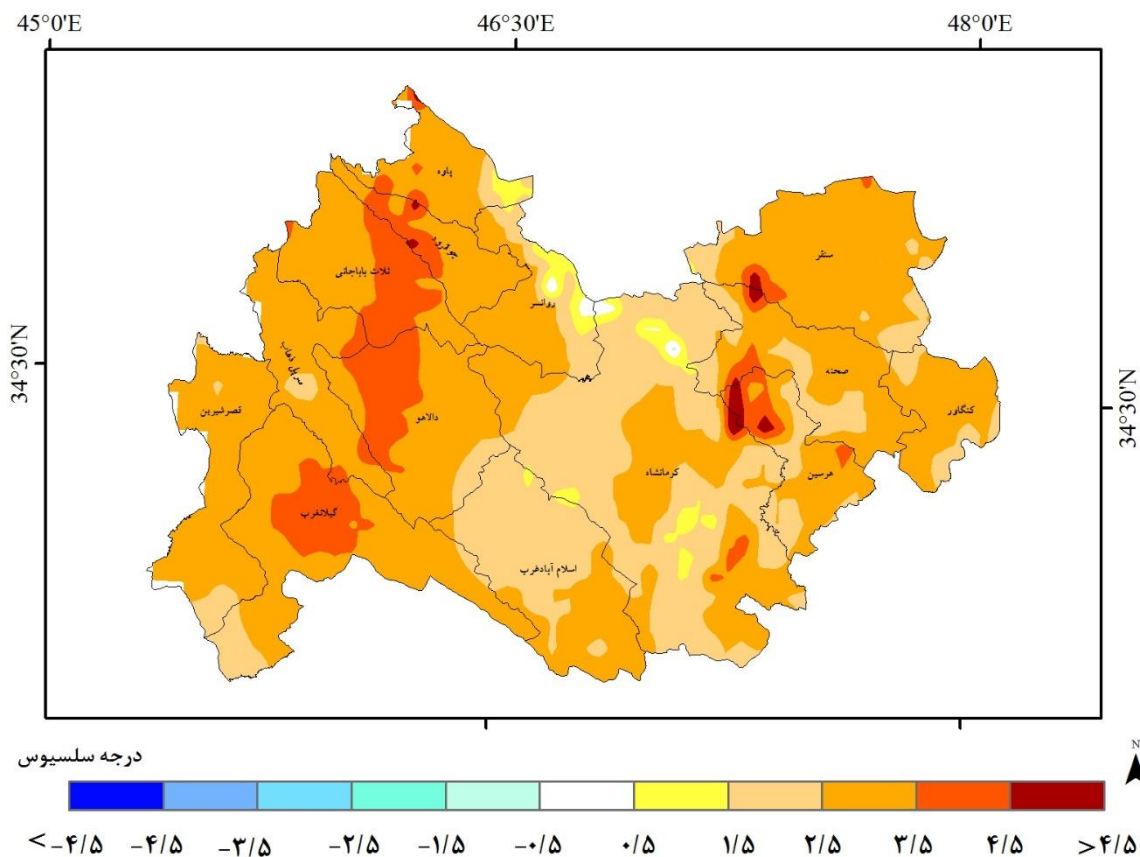 45°0'E 46°30'E 48°0'E
پاوه
سنقر
جوانرود
ثلاث باباجانی
روانسر
34°30'N
سرپل ذهاب
صحنه
قصرشیرین
دالاهو
کنگاور
34°30'N
کرمانشاه
هرسین
گیلانغرب
اسلام آبادغرب
درجه سلسیوس
N
< -۴/۵ -۴/۵ -۳/۵ -۲/۵ -۱/۵ -۰/۵ ۰/۵ ۱/۵ ۲/۵ ۳/۵ ۴/۵ >۴/۵